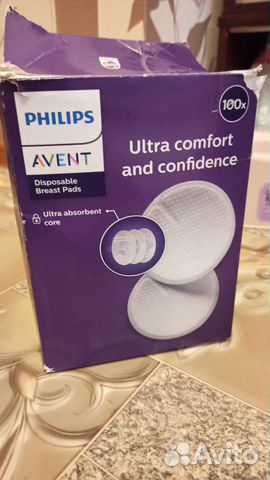 100x
PHILIPS
AVENT
Disposable
Breast Pads
Ultra comfort
and confidence
Ultra absorbent
core
Avito